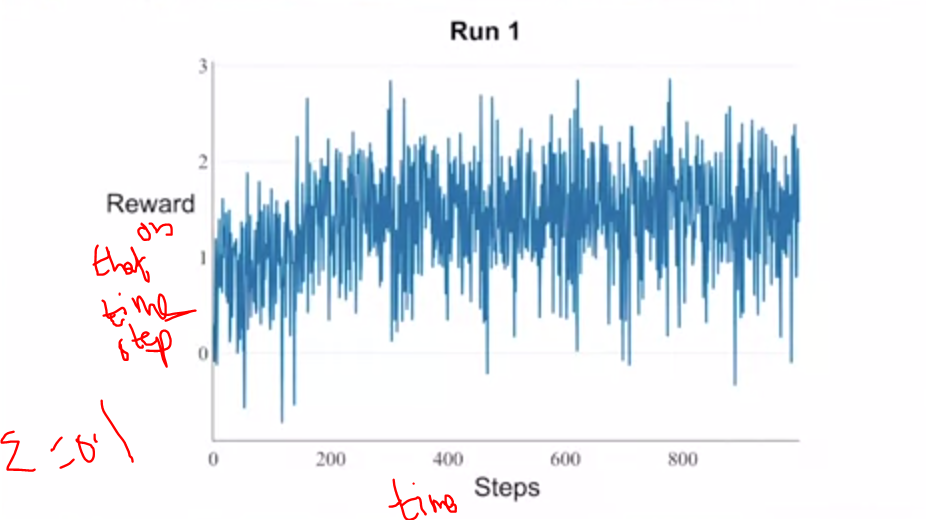 Run 1
3
2
Reward
on
that
1
time
step
0
Σ = 0.1
0 200 400 600 800
time Steps